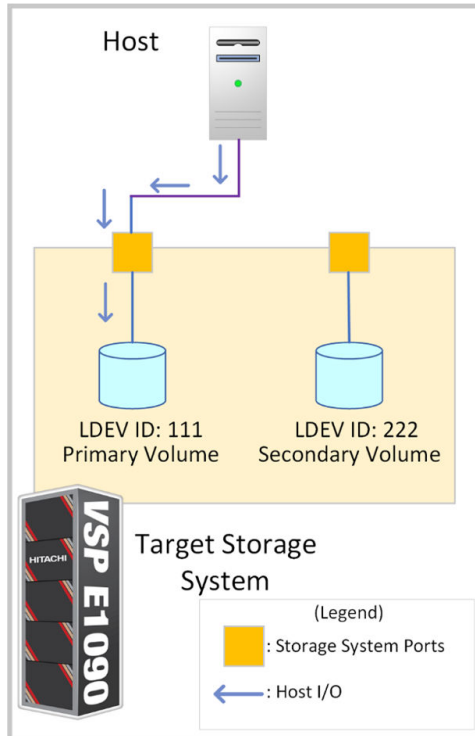 Host
LDEV ID: 111
Primary Volume
LDEV ID: 222
Secondary Volume
HITACHI
VSP E1090
Target Storage
System
(Legend)
: Storage System Ports
: Host I/O